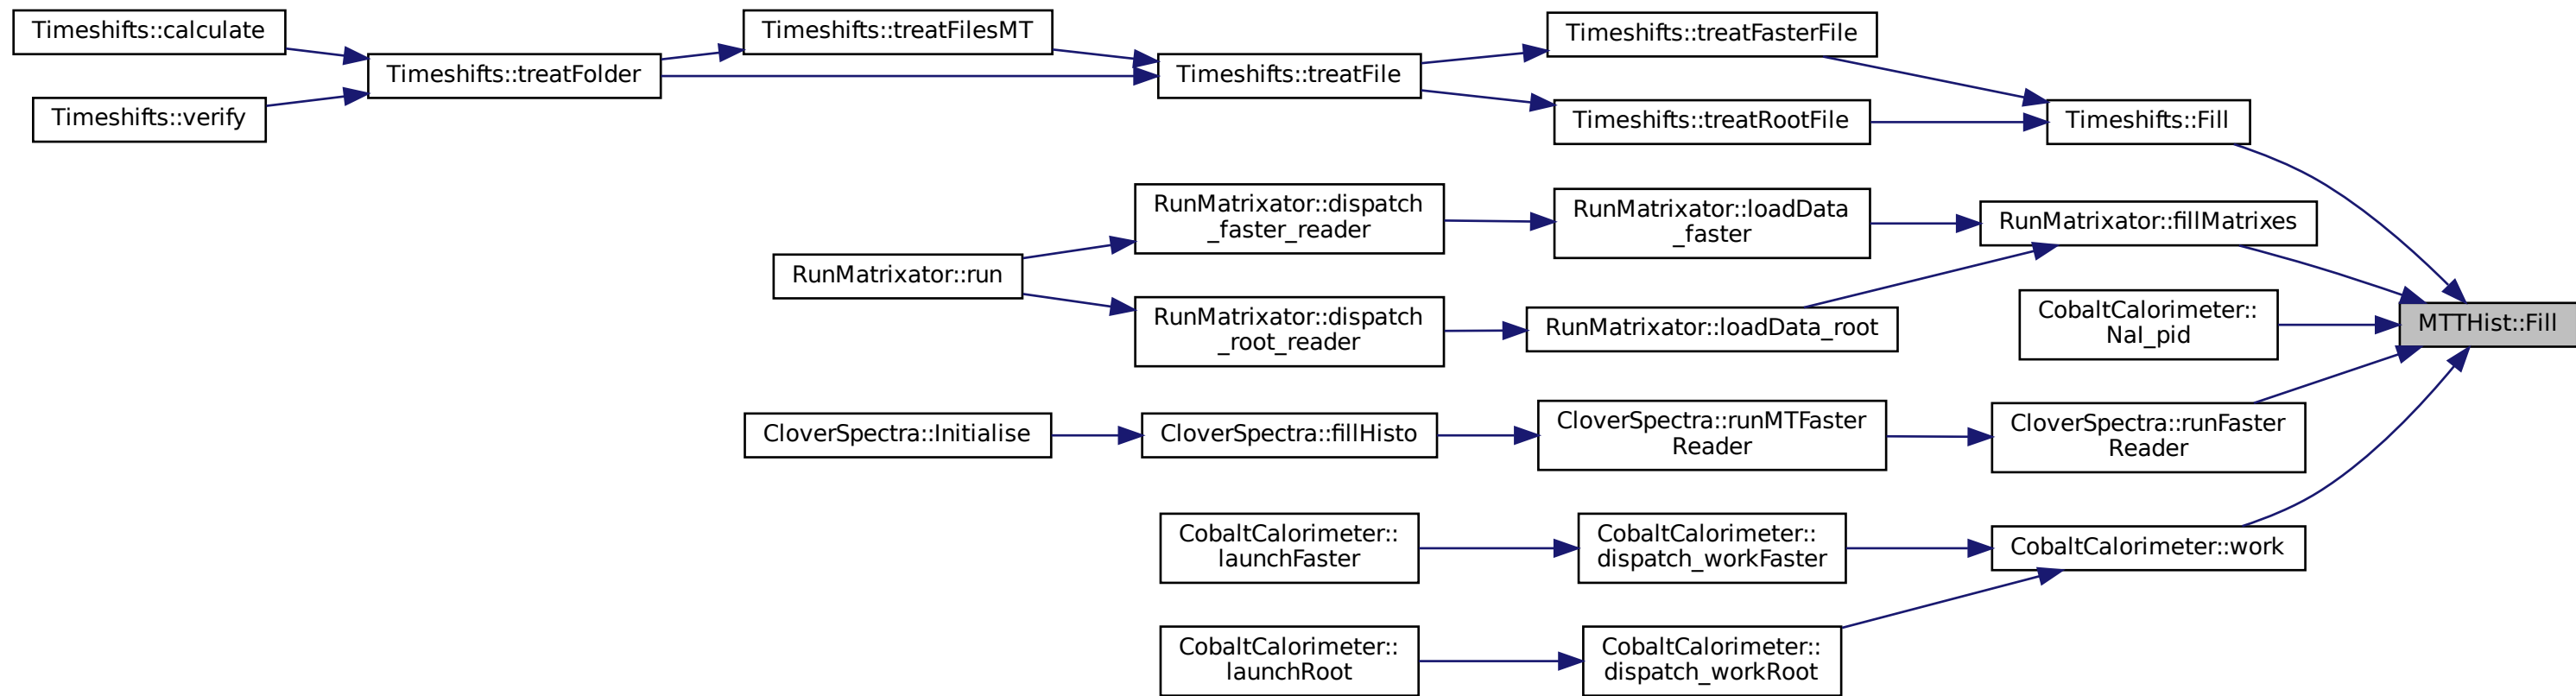 Timeshifts::calculate
Timeshifts::verify
Timeshifts::treatFolder
Timeshifts::treatFilesMT
Timeshifts::treatFile
Timeshifts::treatFasterFile
Timeshifts::treatRootFile
Timeshifts::Fill
RunMatrixator::run
RunMatrixator::dispatch
_faster_reader
RunMatrixator::dispatch
_root_reader
RunMatrixator::loadData
_faster
RunMatrixator::loadData_root
RunMatrixator::fillMatrixes
CobaltCalorimeter::
NaI_pid
MTTHist::Fill
CloverSpectra::Initialise
CloverSpectra::fillHisto
CloverSpectra::runMTFaster
Reader
CloverSpectra::runFaster
Reader
CobaltCalorimeter::
launchFaster
CobaltCalorimeter::
dispatch_workFaster
CobaltCalorimeter::work
CobaltCalorimeter::
launchRoot
CobaltCalorimeter::
dispatch_workRoot